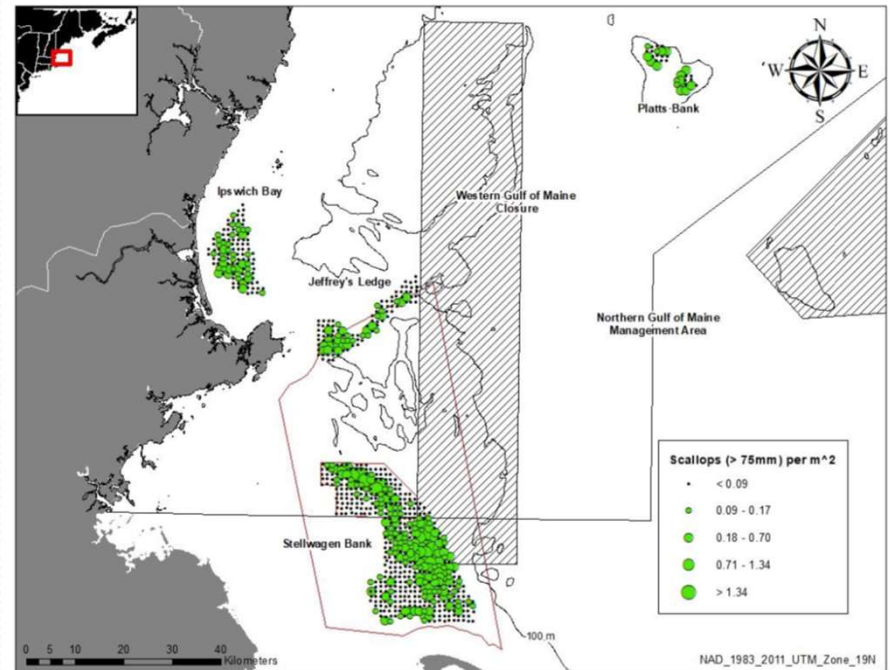 N
W E
S
Platts-Bank
Ipswich Bay
Western Gulf of Maine
Closure
Jeffrey's Ledge
Northern Gulf of Maine
Management Area
Scallops (> 75mm) per m^2
< 0.09
0.09 - 0.17
0.18 - 0.70
0.71 - 1.34
> 1.34
Stellwagen Bank
100 m
0 5 10 20 30 40
Kilometers
NAD_1983_2011_UTM_Zone_19N